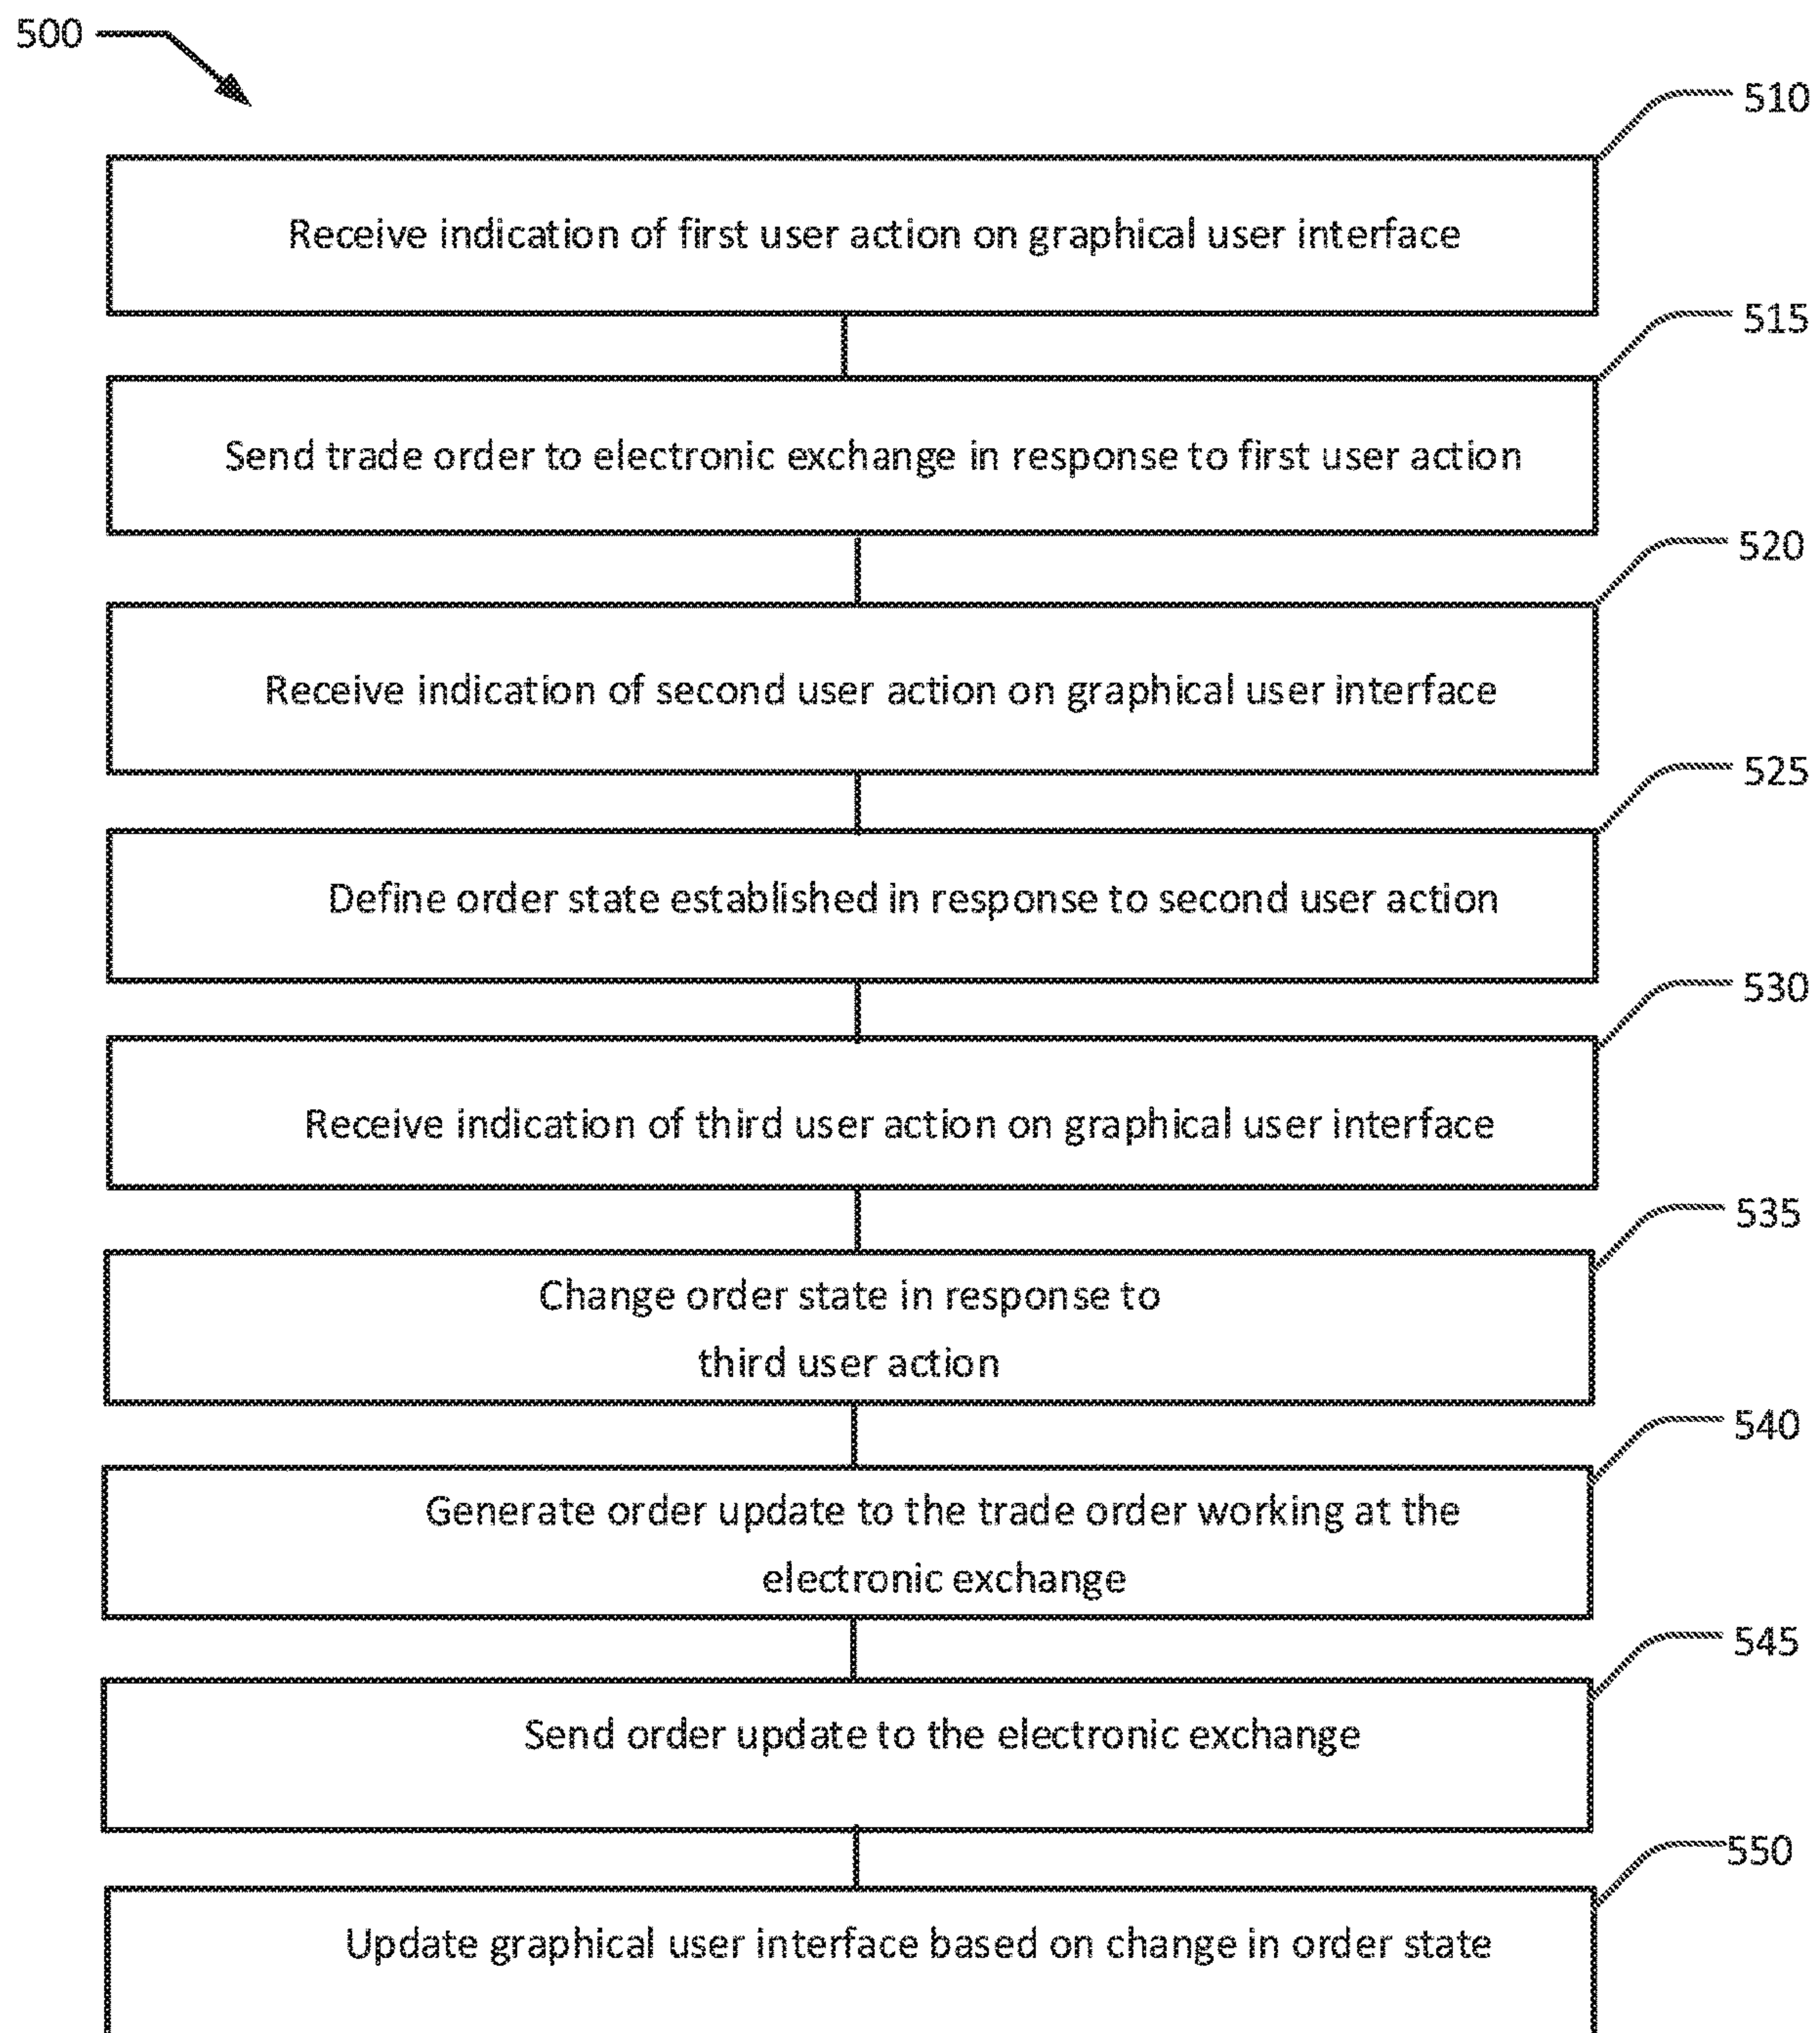 500
510
Receive indication of first user action on graphical user interface
515
Send trade order to electronic exchange in response to first user action
520
Receive indication of second user action on graphical user interface
525
Define order state established in response to second user action
530
Receive indication of third user action on graphical user interface
535
Change order state in response to
third user action
540
Generate order update to the trade order working at the
electronic exchange
545
Send order update to the electronic exchange
550
Update graphical user interface based on change in order state